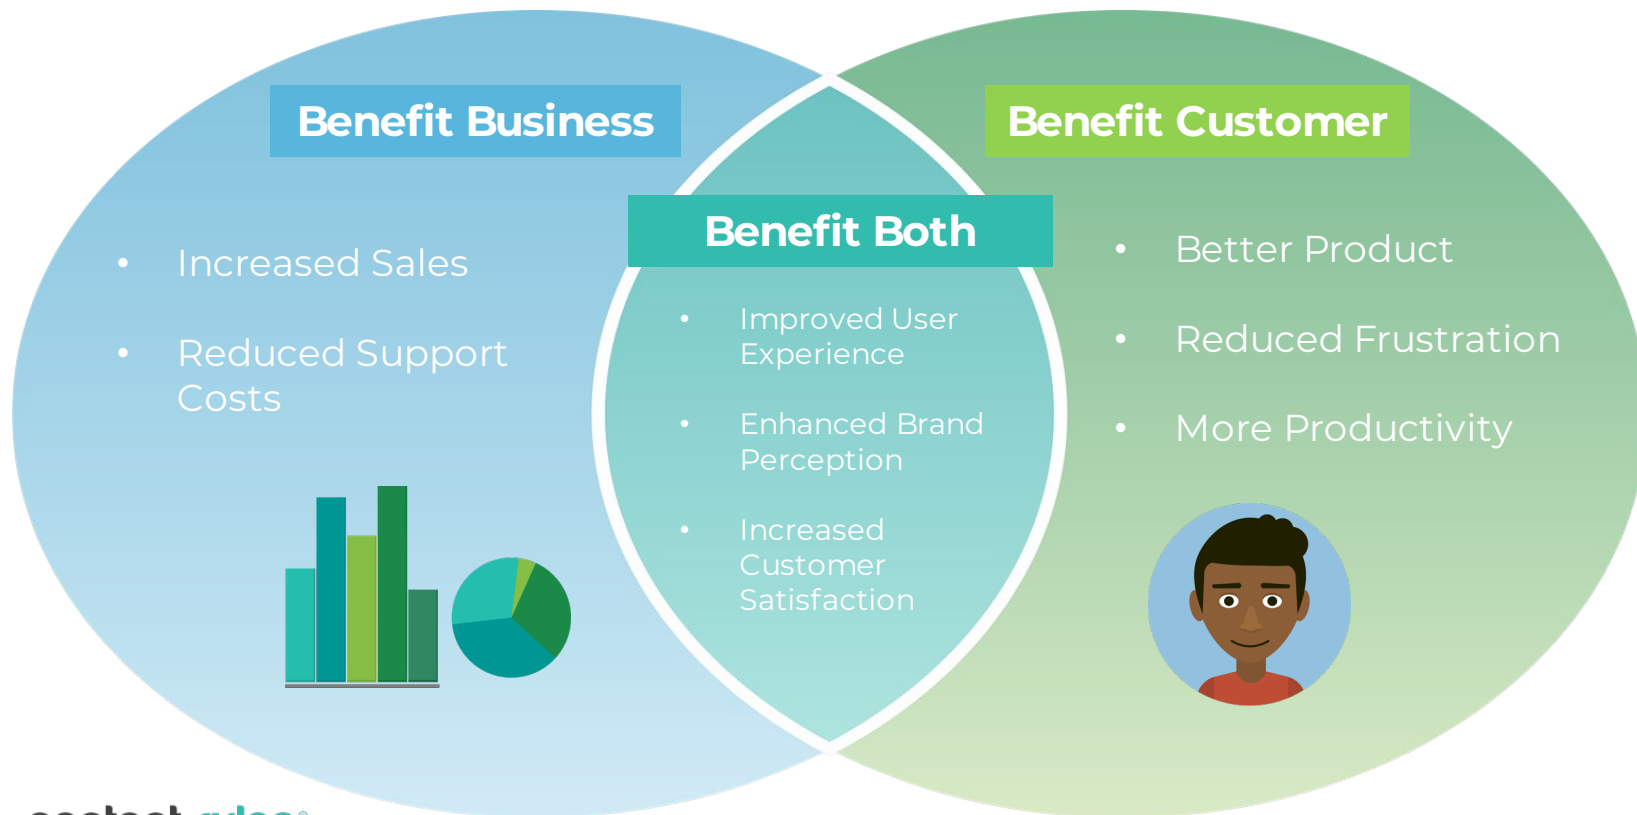 Benefit Business
Benefit Customer
Benefit Both
• Increased Sales
• Reduced Support
Costs
• Improved User
Experience
• Enhanced Brand
Perception
• Increased
Customer
Satisfaction
• Better Product
• Reduced Frustration
• More Productivity